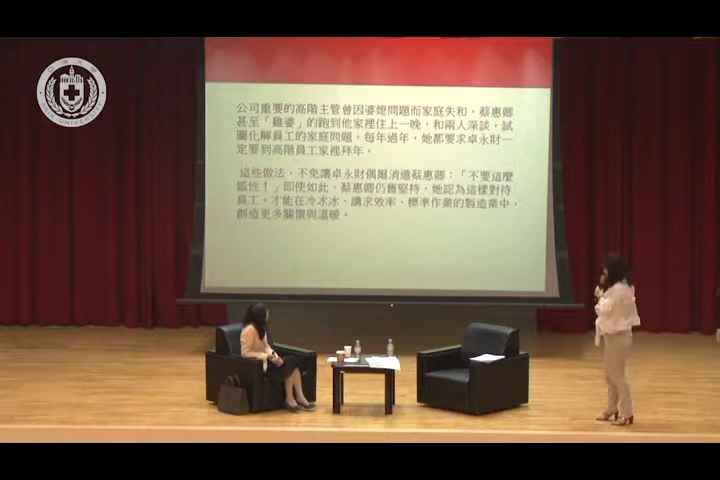 公司重要的高階主管曾因婆媳問題而家庭失和，蔡惠卿
甚至「雞婆」的跑到他家裡住上一晚，和兩人深談，試
圖化解員工的家庭問題。每年過年，她都要求卓永財一
定要到高階員工家裡拜年。
這些做法，不免讓卓永財偶爾消遣蔡惠卿：「不要這麼
感性！」即使如此，蔡惠卿仍舊堅持，她認為這樣對待
員工，才能在冷冰冰、講求效率、標準作業的製造業中，
創造更多關懷與溫暖。
ASIA UNIVERSITY